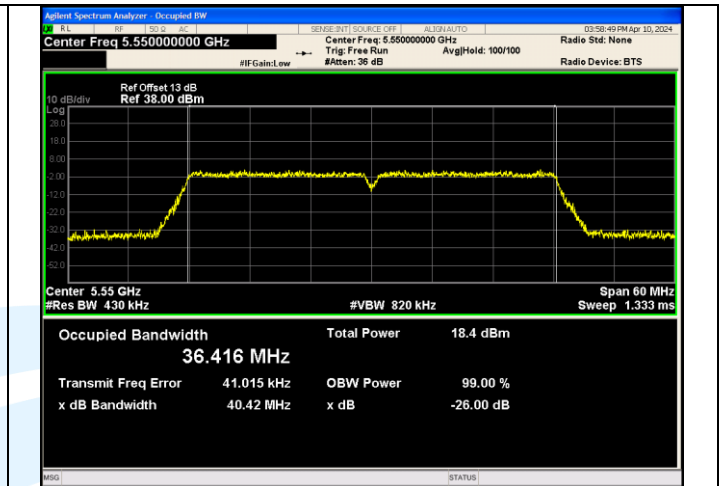 Agilent Spectrum Analyzer - Occupied BW
RL RF 50 Ω AC SENSE:INT SOURCE OFF ALIGNAUTO 03:58:49 PM Apr 10, 2024
Center Freq 5.550000000 GHz Center Freq: 5.550000000 GHz Radio Std: None
Trig: Free Run Avg|Hold: 100/100
#IFGain:Low #Atten: 36 dB Radio Device: BTS
Ref Offset 13 dB
10 dB/div Ref 38.00 dBm
Log
28.0
18.0
8.00
-2.00
-12.0
-22.0
-32.0
-42.0
-52.0
Center 5.55 GHz Span 60 MHz
#Res BW 430 kHz #VBW 820 kHz Sweep 1.333 ms
Occupied Bandwidth Total Power 18.4 dBm
36.416 MHz
Transmit Freq Error 41.015 kHz OBW Power 99.00 %
x dB Bandwidth 40.42 MHz x dB -26.00 dB
MSG STATUS